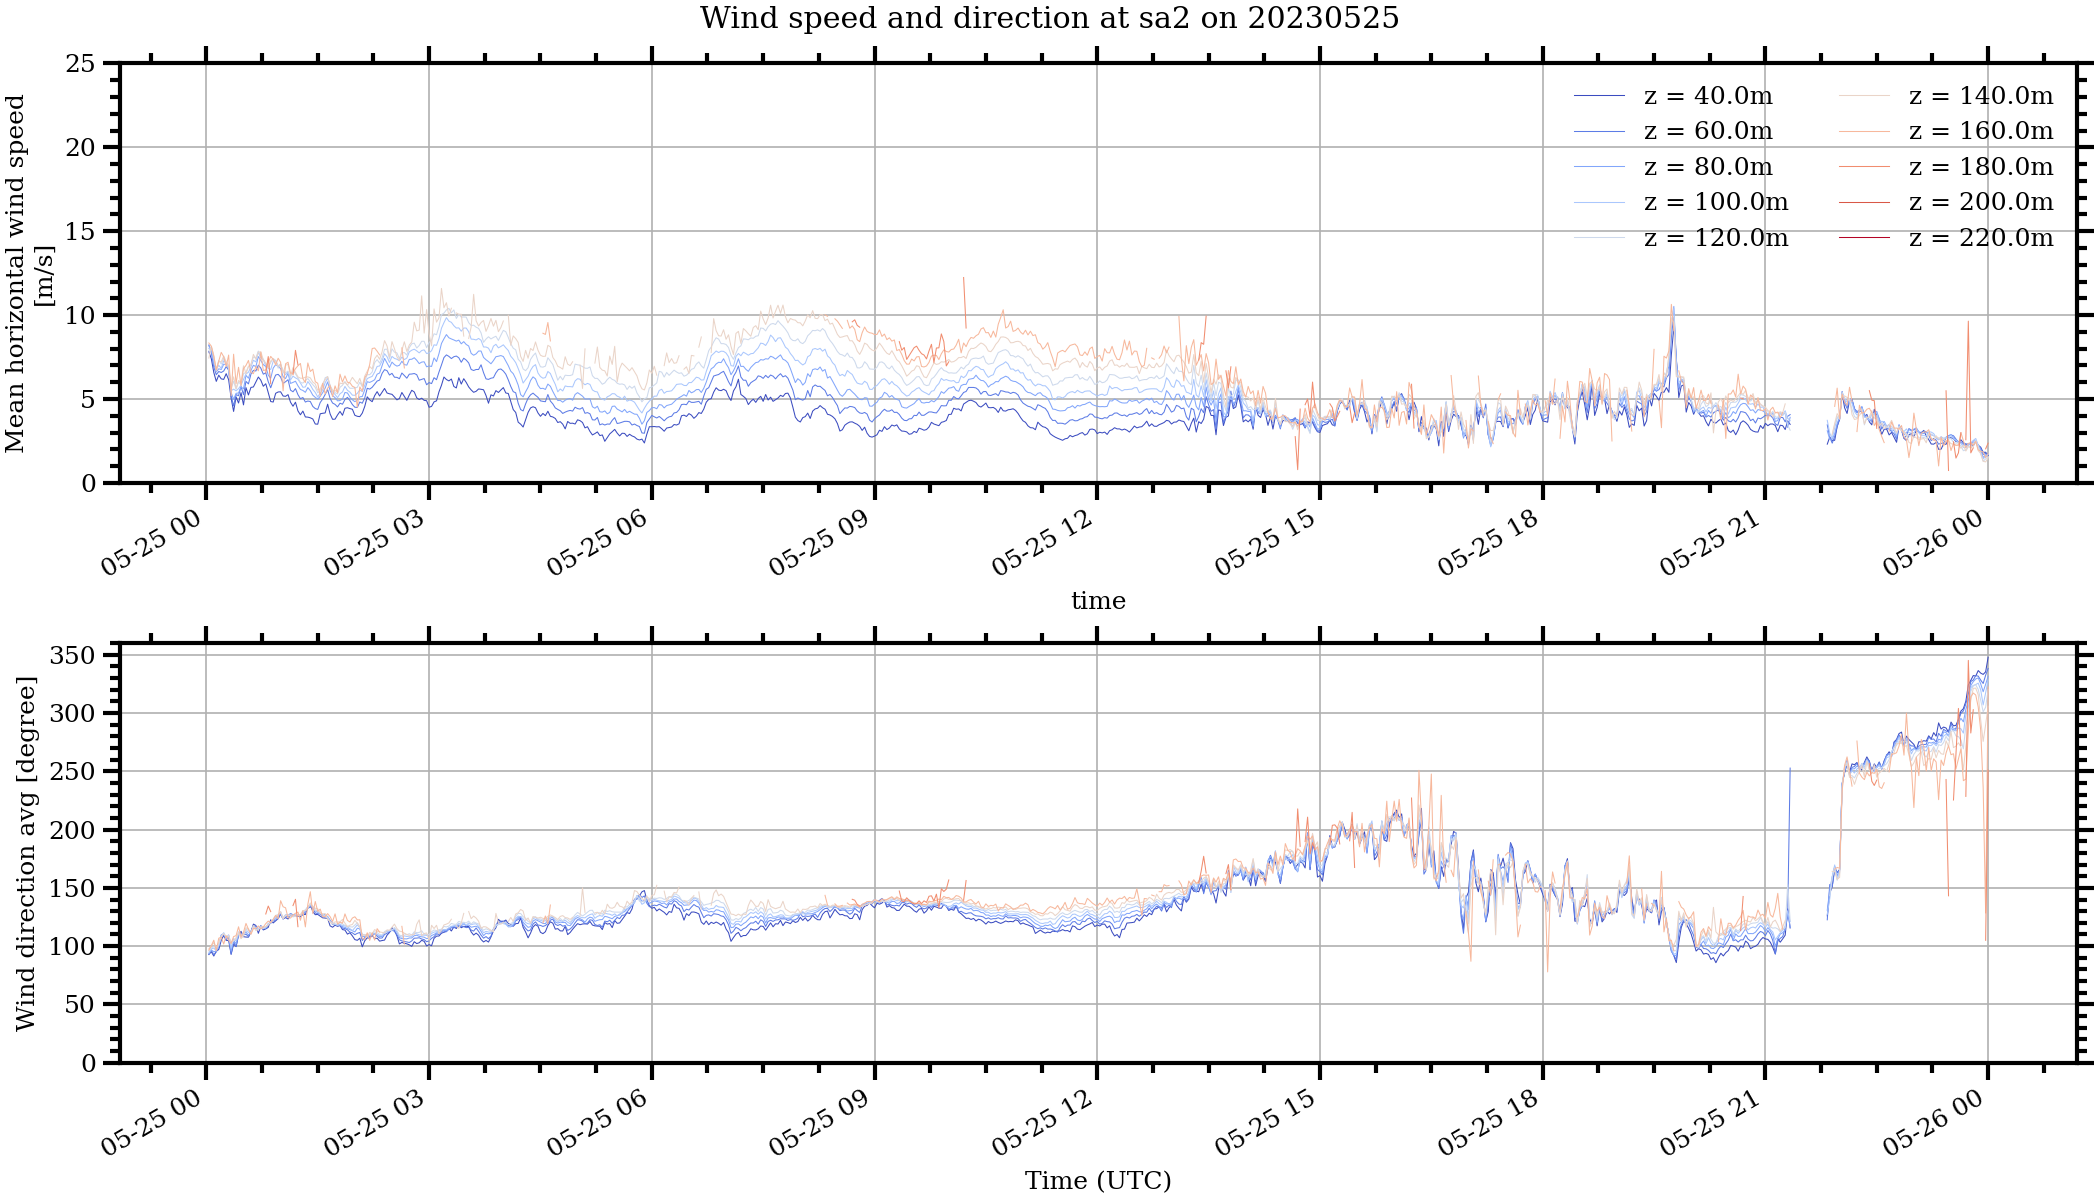 Wind speed and direction at sa2 on 20230525
Mean horizontal wind speed
[m/s]
25
20
15
10
5
0
z = 40.0m
z = 60.0m
z = 80.0m
z = 100.0m
z = 120.0m
z = 140.0m
z = 160.0m
z = 180.0m
z = 200.0m
z = 220.0m
05-25 00
05-25 03
05-25 06
05-25 09
05-25 12
05-25 15
05-25 18
05-25 21
05-26 00
time
Wind direction avg [degree]
350
300
250
200
150
100
50
0
05-25 00
05-25 03
05-25 06
05-25 09
05-25 12
05-25 15
05-25 18
05-25 21
05-26 00
Time (UTC)